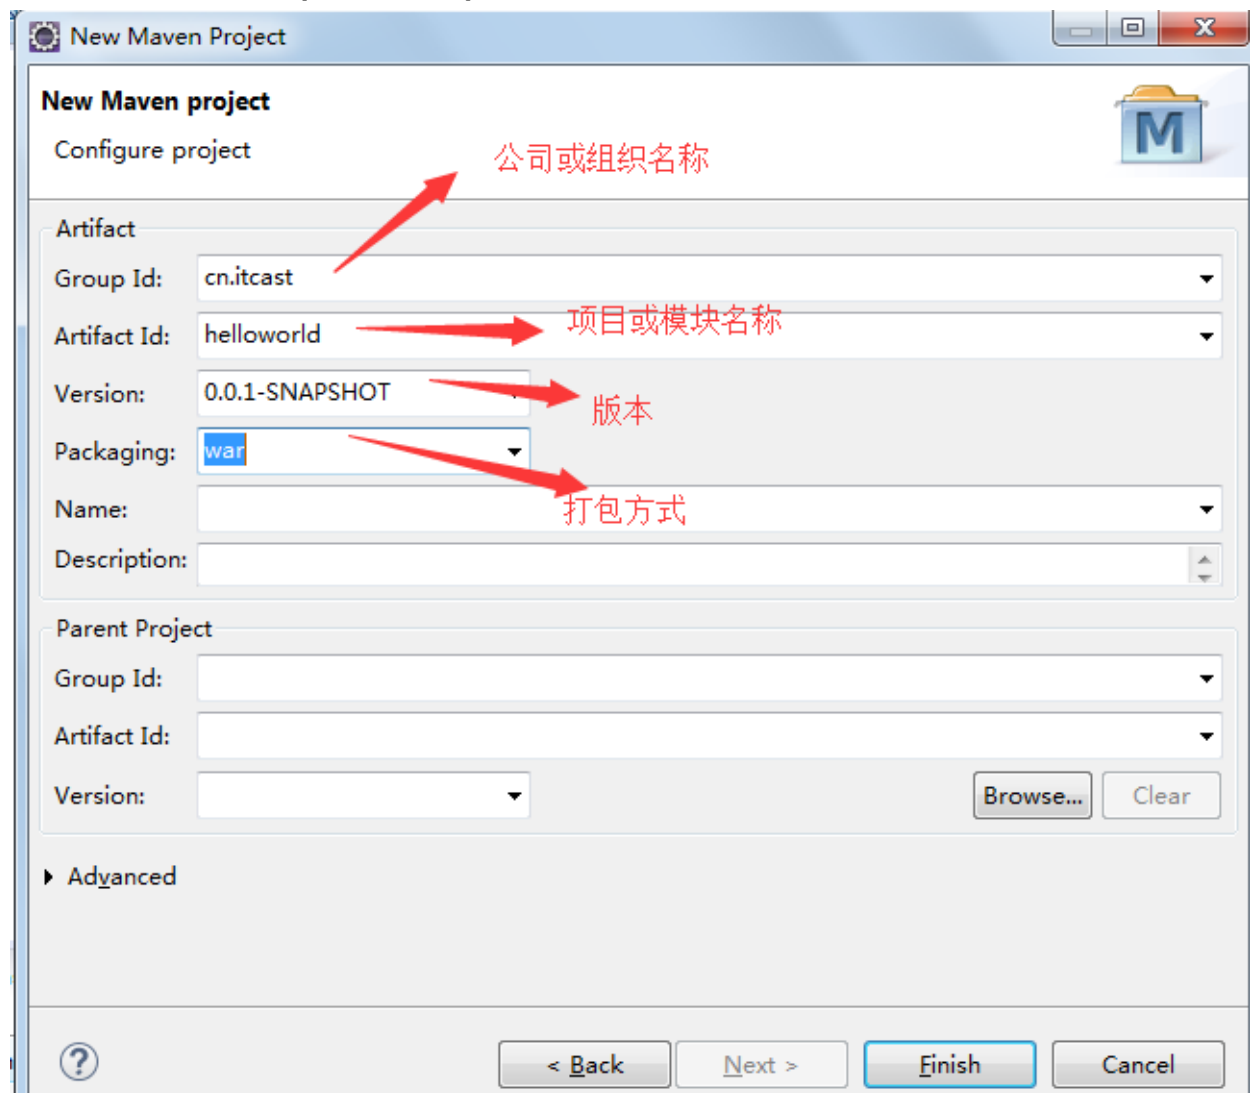 New Maven Project
New Maven project
Configure project
公司或组织名称
Artifact
Group Id: cn.itcast
Artifact Id: helloworld
项目或模块名称
Version: 0.0.1-SNAPSHOT
版本
Packaging: war
打包方式
Name:
Description:
Parent Project
Group Id:
Artifact Id:
Version:
Browse... Clear
Advanced
< Back Next > Finish Cancel